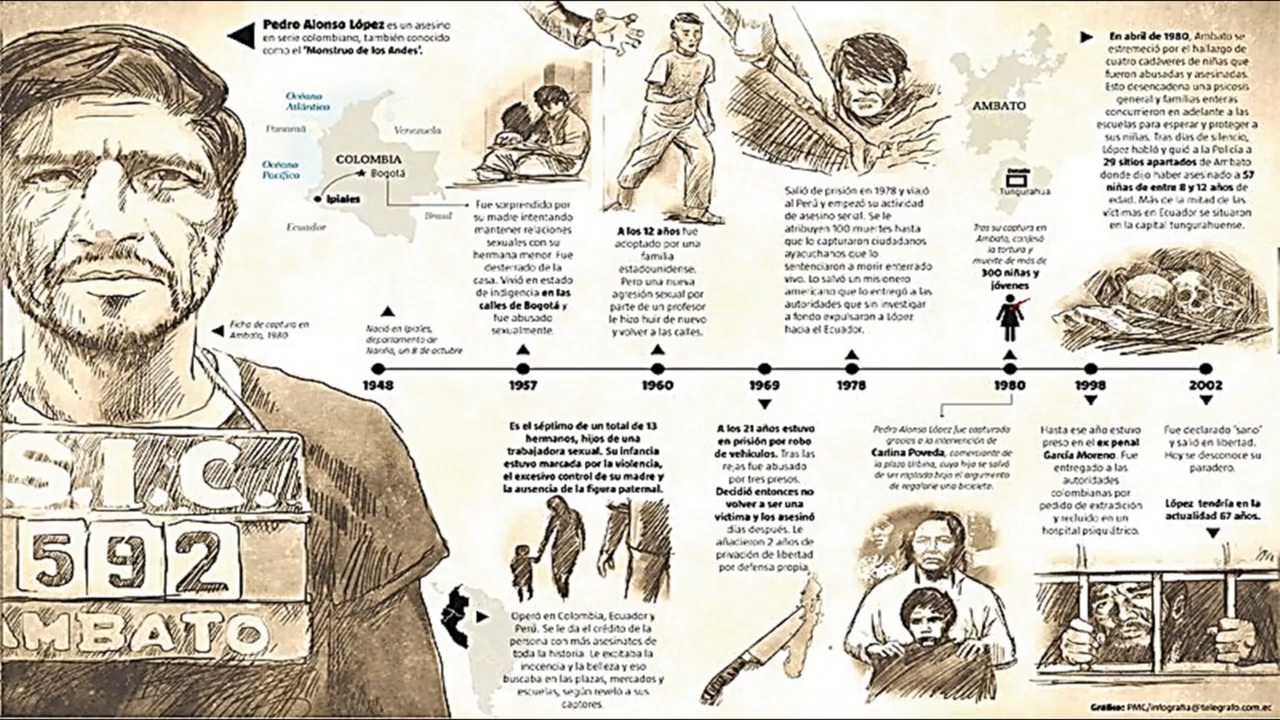 Pedro Alonso López es un asesino
en serie colombiano, también conocido
como el 'Monstruo de los Andes'.
Océano
Atlántico
Panamá
Venezuela
Océano
Pacífico
COLOMBIA
Bogotá
Ipiales
Ecuador
Brasil
Ficha de captura en
Ambato, 1980
S.I.C.
592
AMBATO
Nació en Ipiales,
departamento de
Nariño, un 8 de octubre
1948
Fue sorprendido por
su madre intentando
mantener relaciones
sexuales con su
hermana menor. Fue
desterrado de la
casa. Vivió en estado
de indigencia en las
calles de Bogotá y
fue abusado
sexualmente.
1957
Es el séptimo de un total de 13
hermanos, hijos de una
trabajadora sexual. Su infancia
estuvo marcada por la violencia,
el excesivo control de su madre y
la ausencia de la figura paternal.
Operó en Colombia, Ecuador y
Perú. Se le da el crédito de la
persona con más asesinatos de
toda la historia. Le excitaba la
inocencia y la belleza y eso
buscaba en las plazas, mercados y
escuelas, según reveló a sus
captores.
A los 12 años fue
adoptado por una
familia
estadounidense.
Pero una nueva
agresión sexual por
parte de un profesor
le hizo huir de nuevo
y volver a las calles.
1960
1969
A los 21 años estuvo
en prisión por robo
de vehículos. Tras las
rejas fue abusado
por tres presos.
Decidió entonces no
volver a ser una
víctima y los asesinó
días después. Le
añadieron 2 años de
privación de libertad
por defensa propia.
Salió de prisión en 1978 y viajó
al Perú y empezó su actividad
de asesino serial. Se le
atribuyen 100 muertes hasta
que lo capturaron ciudadanos
ayacuchanos que lo
sentenciaron a morir enterrado
vivo. Lo salvó un misionero
americano que lo entregó a las
autoridades que sin investigar
a fondo expulsaron a López
hacia el Ecuador.
1978
AMBATO
Tungurahua
Tras su captura en
Ambato, confesó
la tortura y
muerte de más de
300 niñas y
jóvenes
1980
Pedro Alonso López fue capturado
gracias a la intervención de
Carlina Poveda, comerciante de
la plaza Urbina, cuya hija se salvó
de ser raptada bajo el argumento
de regalarle una bicicleta.
En abril de 1980, Ambato se
estremeció por el hallazgo de
cuatro cadáveres de niñas que
fueron abusadas y asesinadas.
Esto desencadena una psicosis
general y familias enteras
concurrieron en adelante a las
escuelas para esperar y proteger a
sus niñas. Tras días de silencio,
López habló y guió a la Policía a
29 sitios apartados de Ambato
donde dijo haber asesinado a 57
niñas de entre 8 y 12 años de
edad. Más de la mitad de las
víctimas en Ecuador se situaron
en la capital tungurahuense.
1998
Hasta ese año estuvo
preso en el ex penal
García Moreno. Fue
entregado a las
autoridades
colombianas por
pedido de extradición
y recluido en un
hospital psiquiátrico.
2002
Fue declarado "sano"
y salió en libertad.
Hoy se desconoce su
paradero.
López tendría en la
actualidad 67 años.
Gráfico: PMC/infografia@telegrafo.com.ec